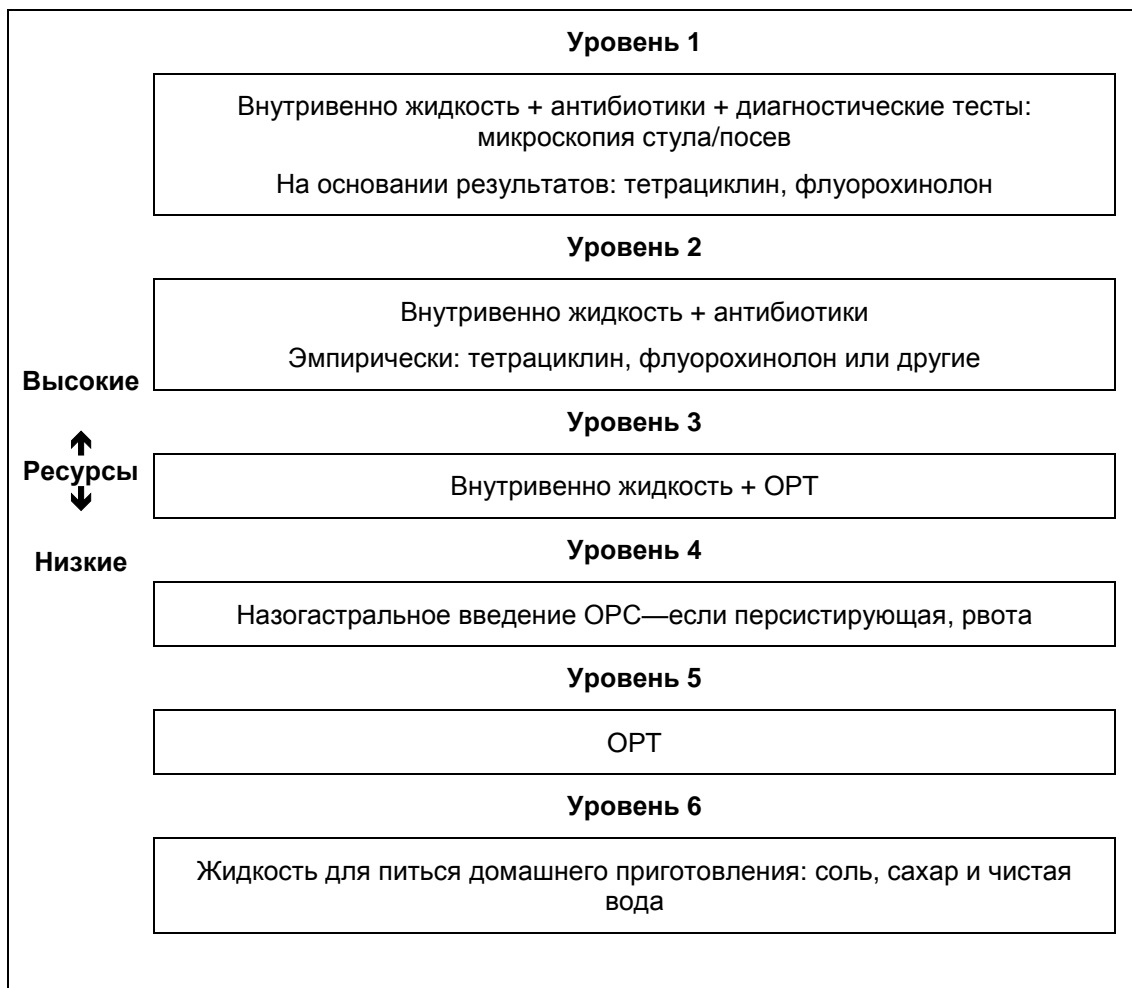 Уровень 1
Внутривенно жидкость + антибиотики + диагностические тесты:
микроскопия стула/посев
На основании результатов: тетрациклин, флуорохинолон
Уровень 2
Внутривенно жидкость + антибиотики
Эмпирически: тетрациклин, флуорохинолон или другие
Высокие
Уровень 3
Ресурсы
Внутривенно жидкость + ОРТ
Уровень 4
Низкие
Назогастральное введение ОРС—если персистирующая, рвота
Уровень 5
ОРТ
Уровень 6
Жидкость для питься домашнего приготовления: соль, сахар и чистая
вода